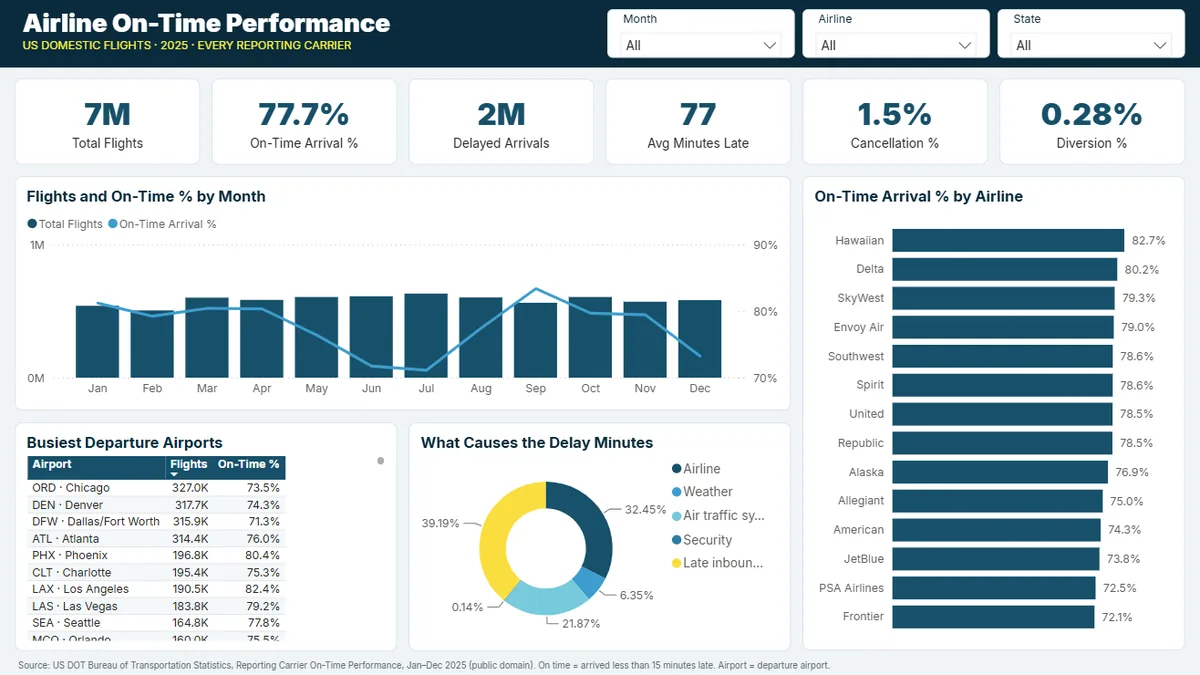 Airline On-Time Performance
US DOMESTIC FLIGHTS · 2025 · EVERY REPORTING CARRIER
Month
All
Airline
All
State
All
7M
Total Flights
77.7%
On-Time Arrival %
2M
Delayed Arrivals
77
Avg Minutes Late
1.5%
Cancellation %
0.28%
Diversion %
Flights and On-Time % by Month
Total Flights On-Time Arrival %
1M
0M
90%
80%
70%
Jan Feb Mar Apr May Jun Jul Aug Sep Oct Nov Dec
On-Time Arrival % by Airline
Hawaiian 82.7%
Delta 80.2%
SkyWest 79.3%
Envoy Air 79.0%
Southwest 78.6%
Spirit 78.6%
United 78.5%
Republic 78.5%
Alaska 76.9%
Allegiant 75.0%
American 74.3%
JetBlue 73.8%
PSA Airlines 72.5%
Frontier 72.1%
Busiest Departure Airports
Airport Flights On-Time %
ORD · Chicago 327.0K 73.5%
DEN · Denver 317.7K 74.3%
DFW · Dallas/Fort Worth 315.9K 71.3%
ATL · Atlanta 314.4K 76.0%
PHX · Phoenix 196.8K 80.4%
CLT · Charlotte 195.4K 75.3%
LAX · Los Angeles 190.5K 82.4%
LAS · Las Vegas 183.8K 79.2%
SEA · Seattle 164.8K 77.8%
MCO · Orlando 160.0K 75.5%
What Causes the Delay Minutes
39.19%
32.45%
6.35%
0.14%
21.87%
Airline
Weather
Air traffic sy...
Security
Late inboun...
Source: US DOT Bureau of Transportation Statistics, Reporting Carrier On-Time Performance, Jan–Dec 2025 (public domain). On time = arrived less than 15 minutes late. Airport = departure airport.